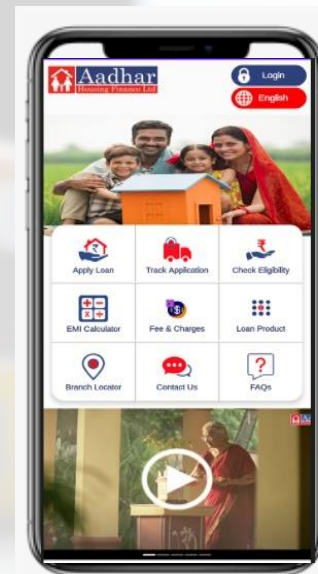 Aadhar
Housing Finance Ltd
Login
English
Apply Loan
Track Application
Check Eligibility
EMI Calculator
Fee & Charges
Loan Product
Branch Locator
Contact Us
FAQs